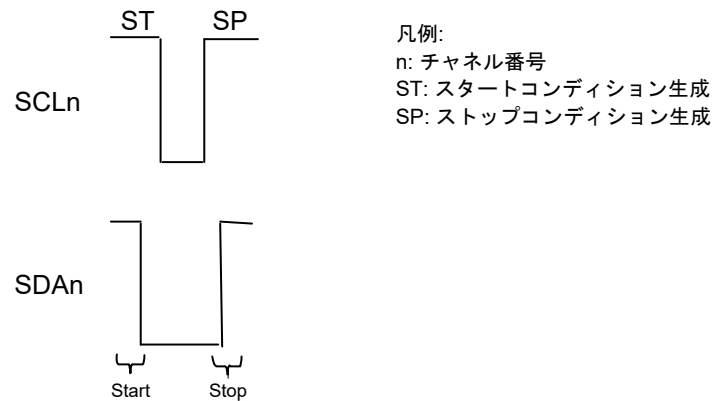 ST SP
SCLn
SDAn
Start Stop
凡例:
n: チャネル番号
ST: スタートコンディション生成
SP: ストップコンディション生成